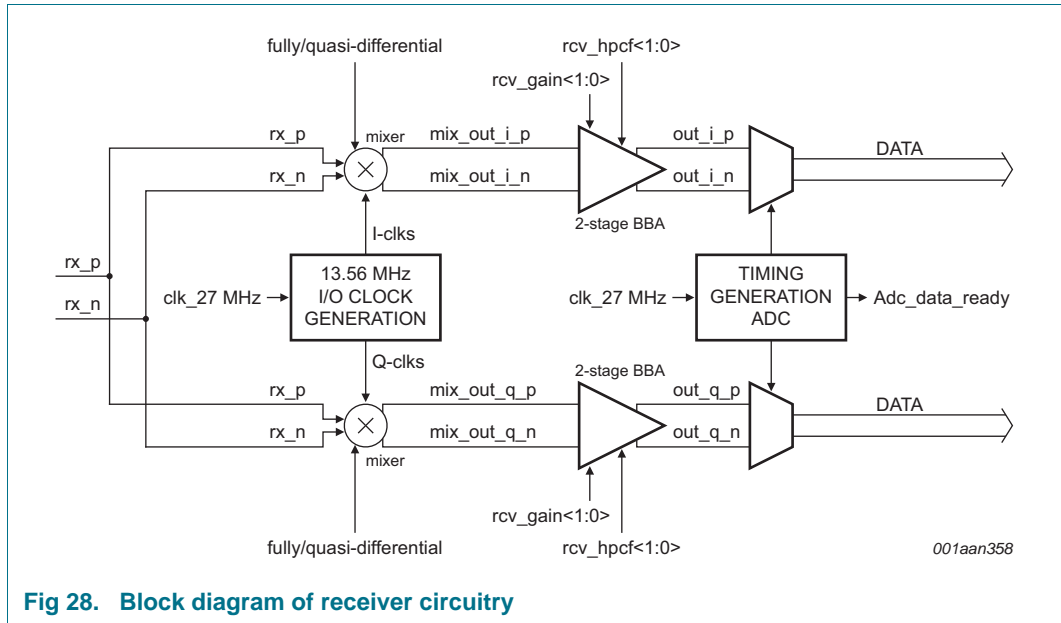 fully/quasi-differential
rcv_hpcf<1:0>
rcv_gain<1:0>
rx_p
mixer
mix_out_i_p
out_i_p
DATA
rx_n
mix_out_i_n
out_i_n
2-stage BBA
I-clks
rx_p
13.56 MHz
I/O CLOCK
GENERATION
clk_27 MHz
rx_n
TIMING
GENERATION
ADC
clk_27 MHz
Adc_data_ready
Q-clks
2-stage BBA
rx_p
mix_out_q_p
out_q_p
DATA
rx_n
mix_out_q_n
out_q_n
mixer
rcv_gain<1:0>
fully/quasi-differential
rcv_hpcf<1:0>
001aan358
Fig 28. Block diagram of receiver circuitry